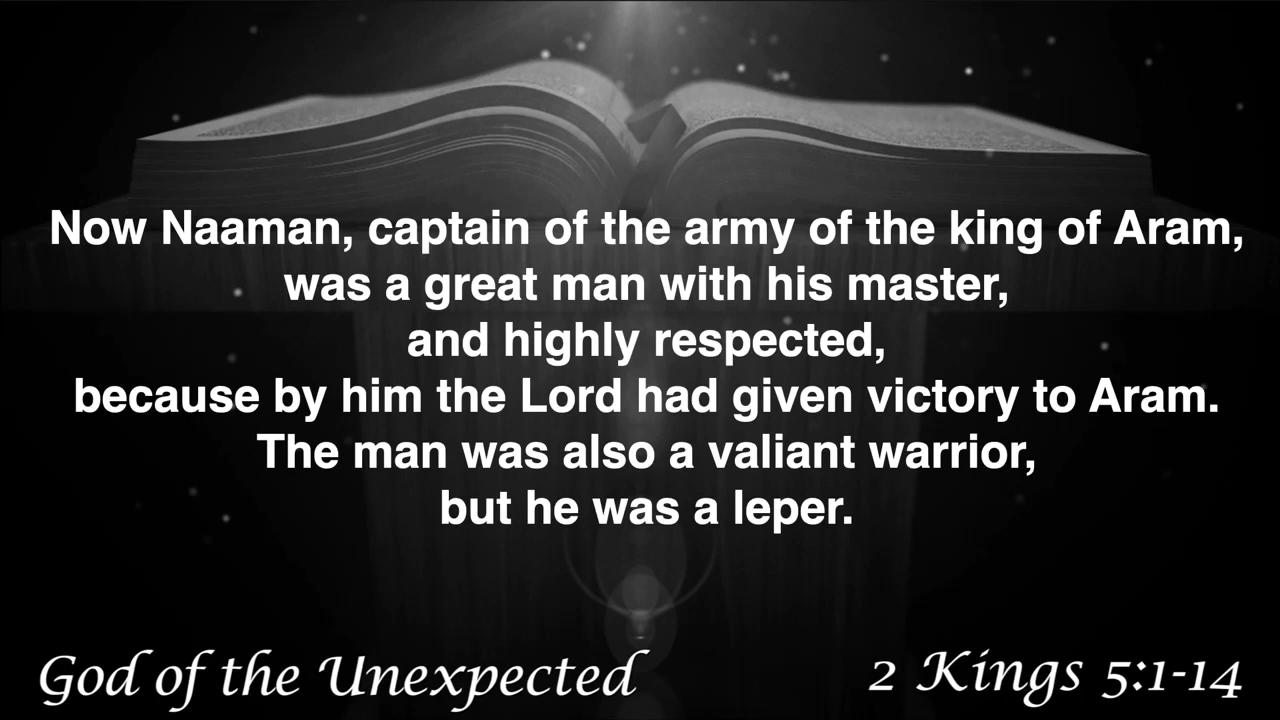 Now Naaman, captain of the army of the king of Aram,
was a great man with his master,
and highly respected,
because by him the Lord had given victory to Aram.
The man was also a valiant warrior,
but he was a leper.
God of the Unexpected
2 Kings 5:1-14